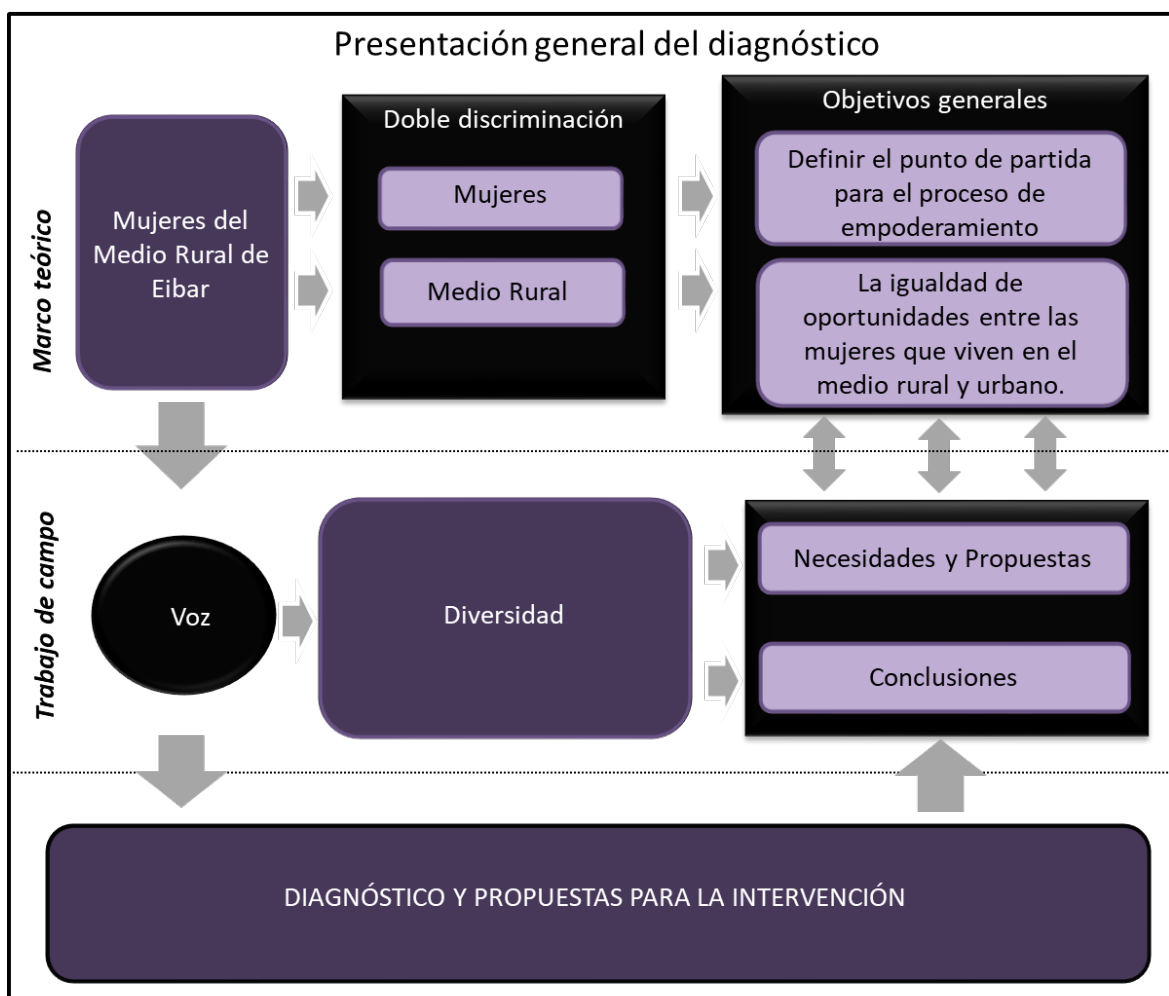 Presentación general del diagnóstico
Marco teórico
Mujeres del
Medio Rural de
Eibar
Doble discriminación
Mujeres
Medio Rural
Objetivos generales
Definir el punto de partida
para el proceso de
empoderamiento
La igualdad de
oportunidades entre las
mujeres que viven en el
medio rural y urbano.
Trabajo de campo
Voz
Diversidad
Necesidades y Propuestas
Conclusiones
DIAGNÓSTICO Y PROPUESTAS PARA LA INTERVENCIÓN